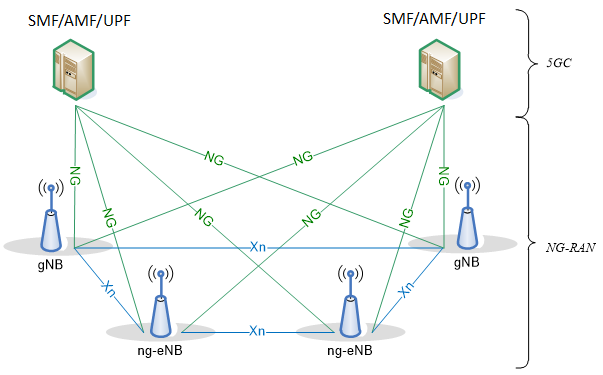 SMF/AMF/UPF
SMF/AMF/UPF
5GC
NG
NG
NG
NG
NG
NG
NG
NG
gNB
Xn
gNB
NG-RAN
Xn
Xn
ng-eNB
Xn
ng-eNB